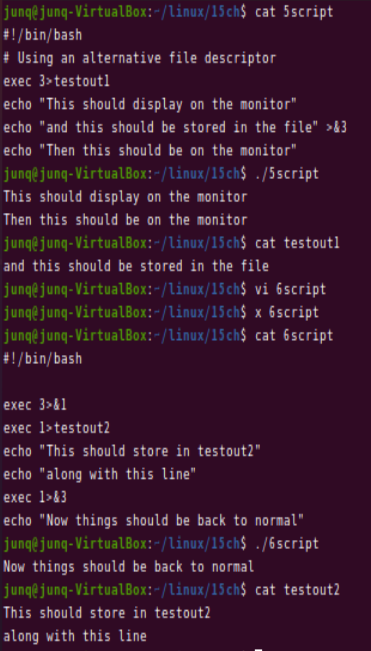 junq@junq-VirtualBox:~/linux/15ch$ cat 5script
#!/bin/bash
# Using an alternative file descriptor
exec 3>testout1
echo "This should display on the monitor"
echo "and this should be stored in the file" >&3
echo "Then this should be on the monitor"
junq@junq-VirtualBox:~/linux/15ch$ ./5script
This should display on the monitor
Then this should be on the monitor
junq@junq-VirtualBox:~/linux/15ch$ cat testout1
and this should be stored in the file
junq@junq-VirtualBox:~/linux/15ch$ vi 6script
junq@junq-VirtualBox:~/linux/15ch$ x 6script
junq@junq-VirtualBox:~/linux/15ch$ cat 6script
#!/bin/bash
exec 3>&1
exec 1>testout2
echo "This should store in testout2"
echo "along with this line"
exec 1>&3
echo "Now things should be back to normal"
junq@junq-VirtualBox:~/linux/15ch$ ./6script
Now things should be back to normal
junq@junq-VirtualBox:~/linux/15ch$ cat testout2
This should store in testout2
along with this line